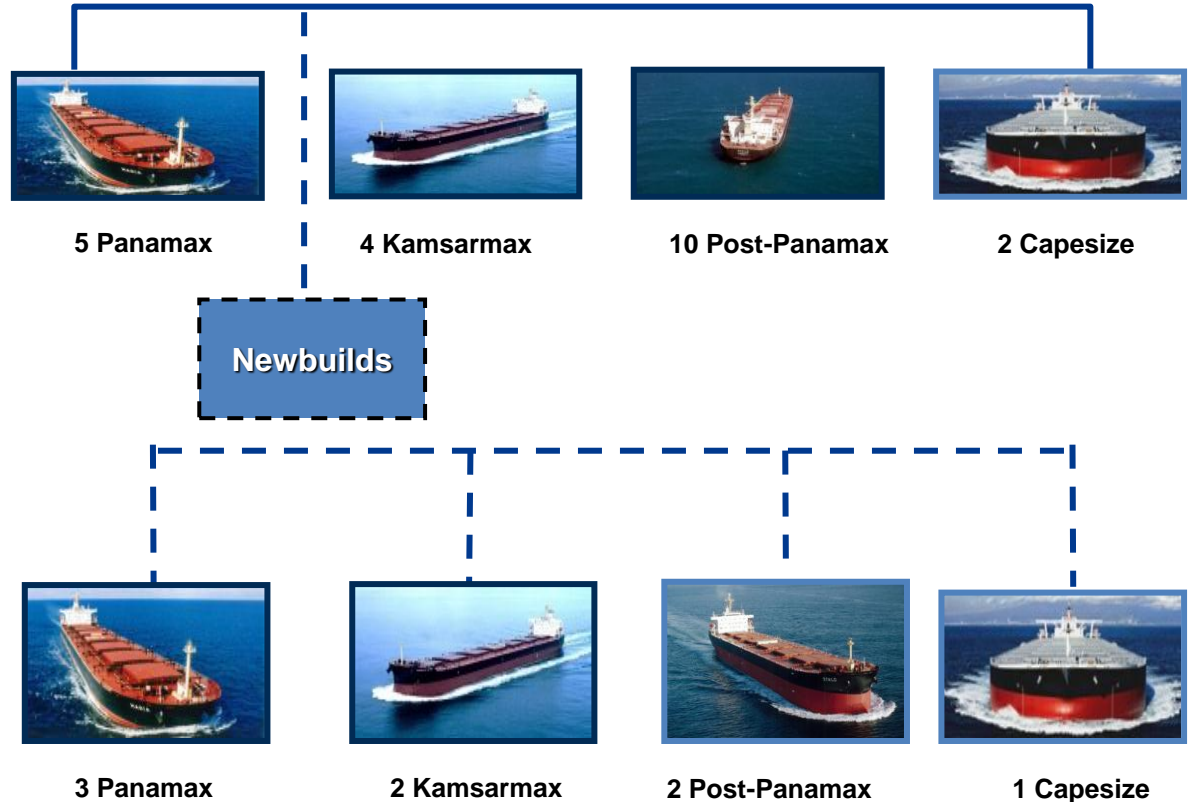 5 Panamax
4 Kamsarmax
10 Post-Panamax
2 Capesize
Newbuilds
3 Panamax
2 Kamsarmax
2 Post-Panamax
1 Capesize